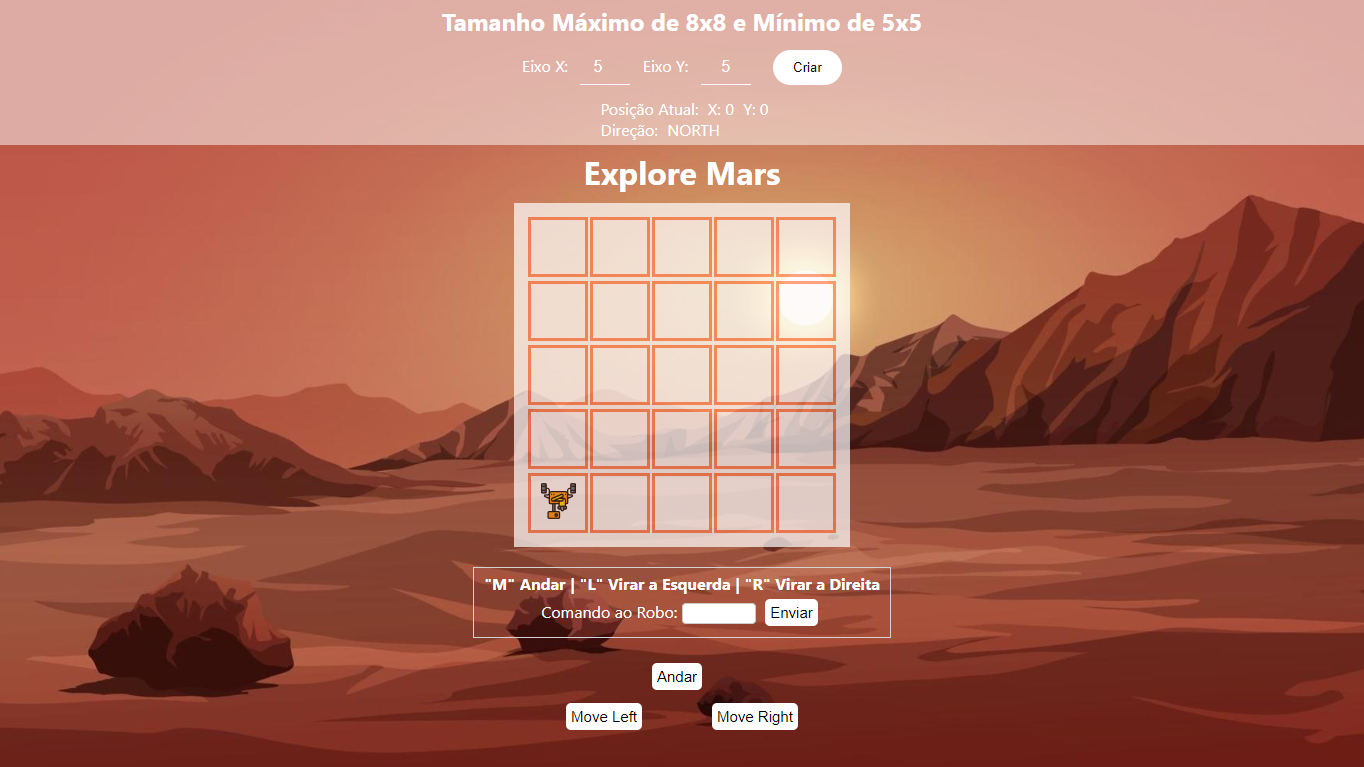 Tamanho Máximo de 8x8 e Mínimo de 5x5
Eixo X: 5 Eixo Y: 5 Criar
Posição Atual: X: 0 Y: 0
Direção: NORTH
Explore Mars
"M" Andar | "L" Virar a Esquerda | "R" Virar a Direita
Comando ao Robo: Enviar
Andar
Move Left Move Right